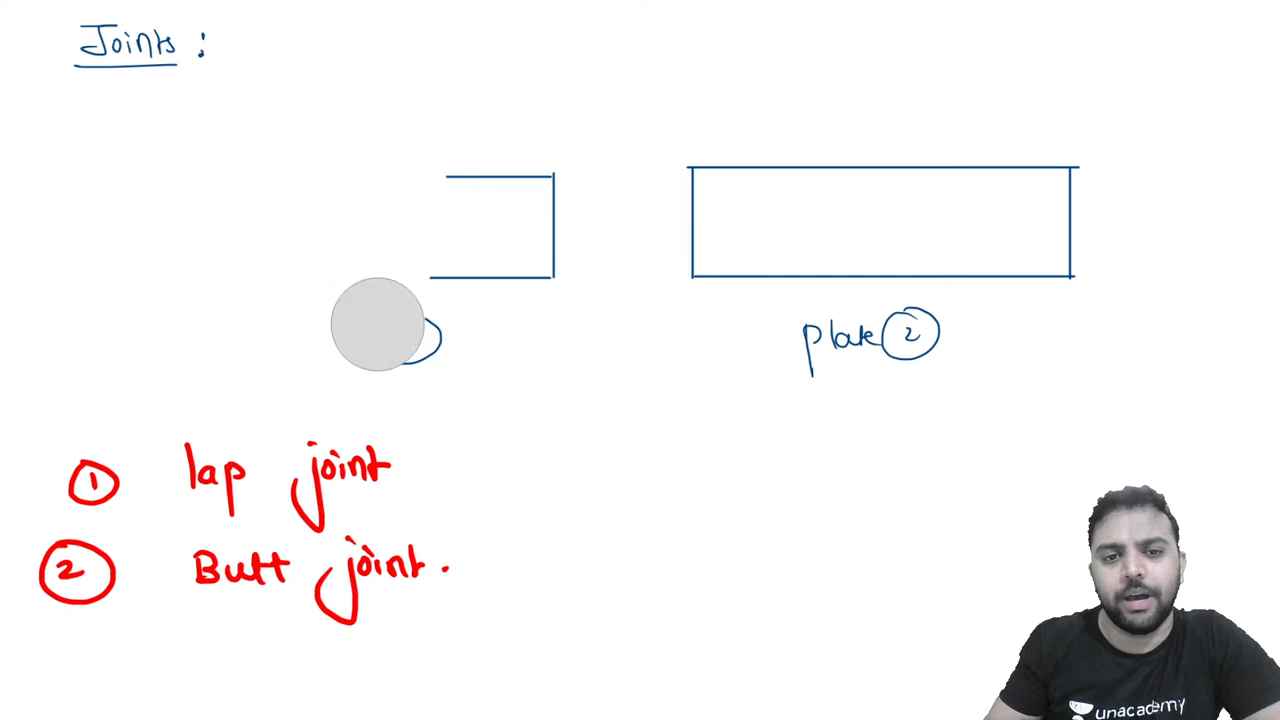 Joints :
plate 2
1 lap joint
2 Butt joint.
unacademy